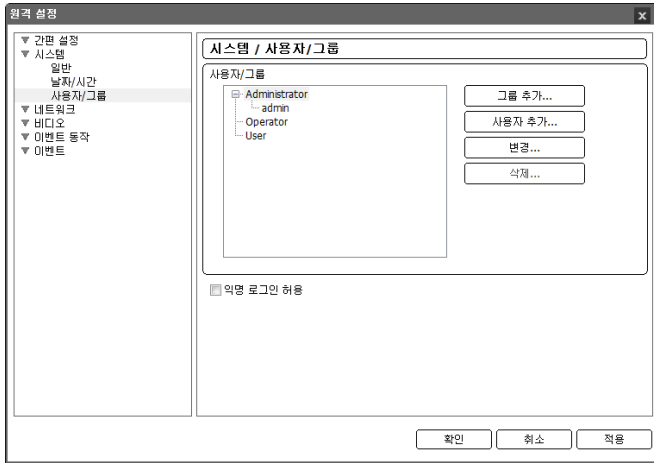 원격 설정
간편 설정
시스템
일반
날짜/시간
사용자/그룹
네트워크
비디오
이벤트 동작
이벤트
시스템 / 사용자/그룹
사용자/그룹
Administrator
admin
Operator
User
그룹 추가...
사용자 추가...
변경...
삭제...
익명 로그인 허용
확인
취소
적용